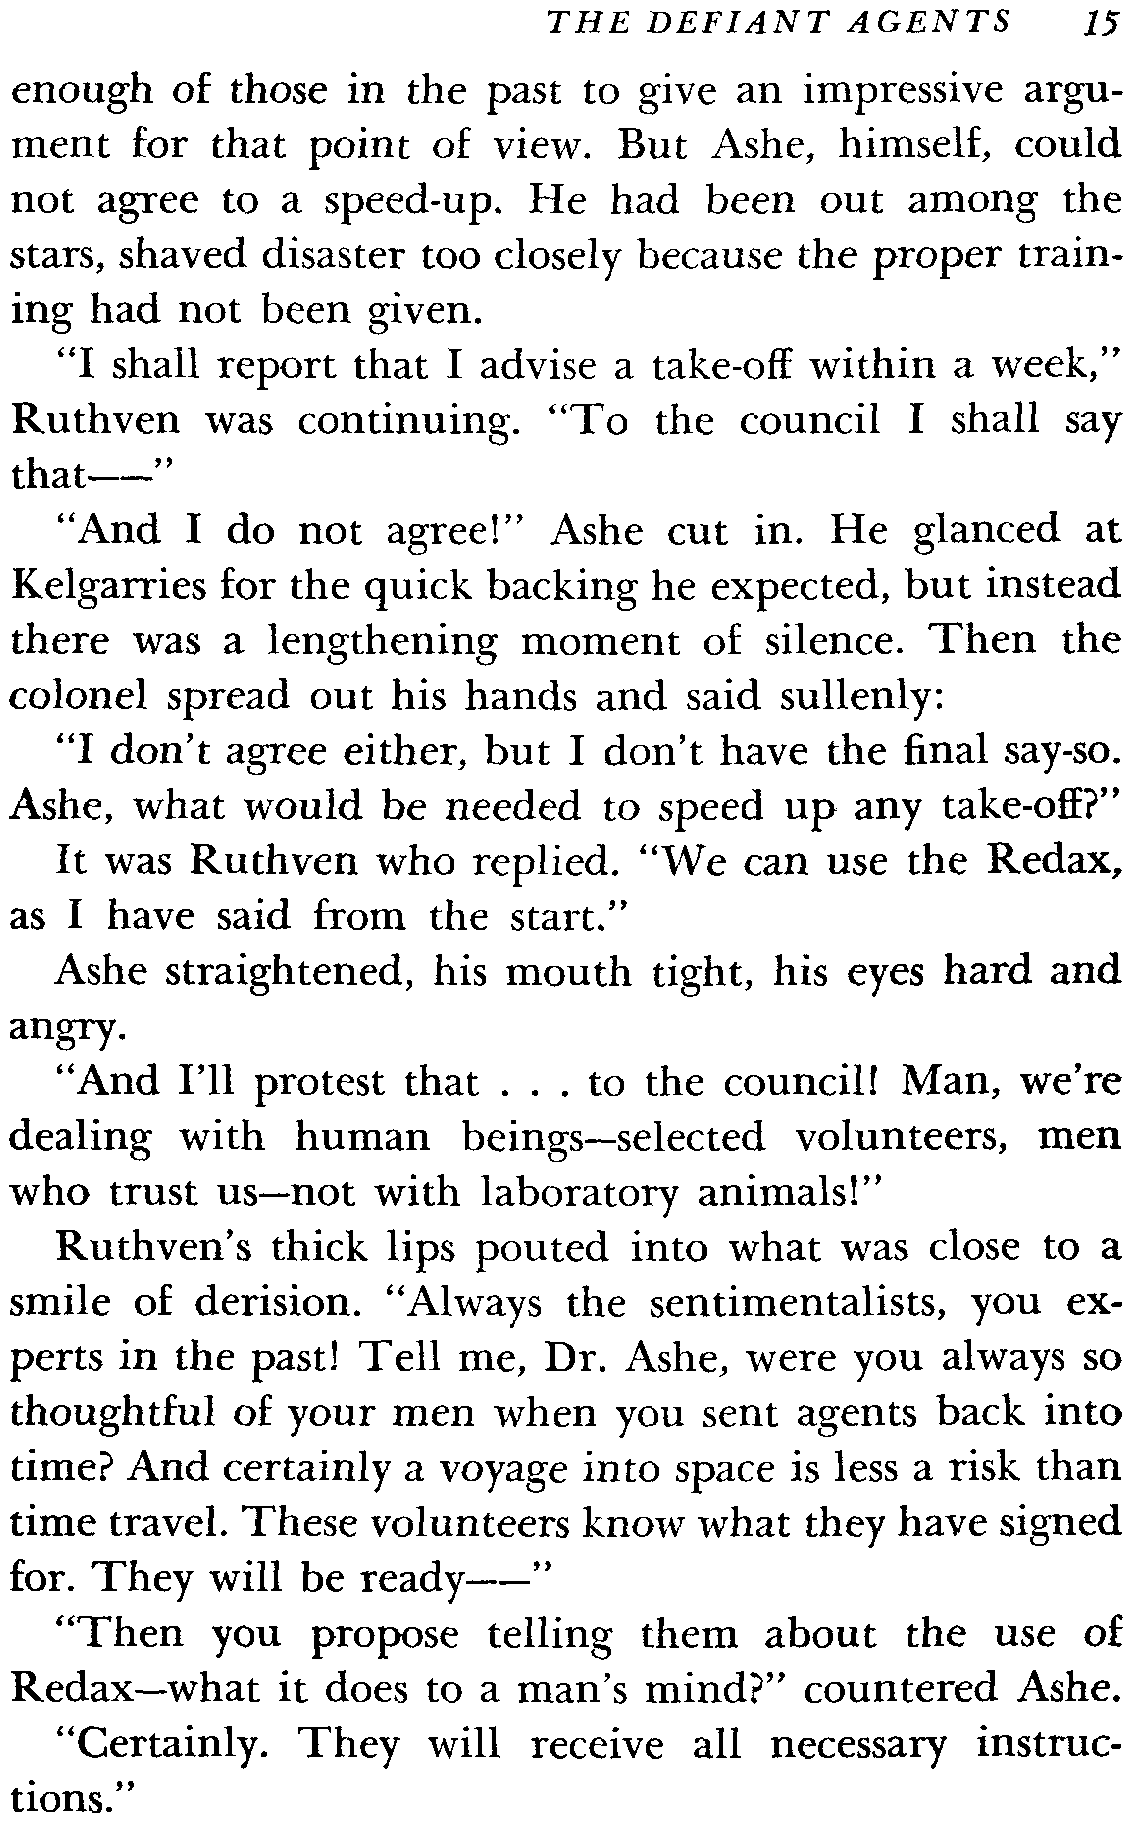 THE DEFIANT AGENTS 15
enough of those in the past to give an impressive argu-
ment for that point of view. But Ashe, himself, could
not agree to a speed-up. He had been out among the
stars, shaved disaster too closely because the proper train-
ing had not been given.
"I shall report that I advise a take-off within a week,"
Ruthven was continuing. "To the council I shall say
that——"
"And I do not agree!" Ashe cut in. He glanced at
Kelgarries for the quick backing he expected, but instead
there was a lengthening moment of silence. Then the
colonel spread out his hands and said sullenly:
"I don't agree either, but I don't have the final say-so.
Ashe, what would be needed to speed up any take-off?"
It was Ruthven who replied. "We can use the Redax,
as I have said from the start."
Ashe straightened, his mouth tight, his eyes hard and
angry.
"And I'll protest that . . . to the council! Man, we're
dealing with human beings—selected volunteers, men
who trust us—not with laboratory animals!"
Ruthven's thick lips pouted into what was close to a
smile of derision. "Always the sentimentalists, you ex-
perts in the past! Tell me, Dr. Ashe, were you always so
thoughtful of your men when you sent agents back into
time? And certainly a voyage into space is less a risk than
time travel. These volunteers know what they have signed
for. They will be ready——"
"Then you propose telling them about the use of
Redax—what it does to a man's mind?" countered Ashe.
"Certainly. They will receive all necessary instruc-
tions."